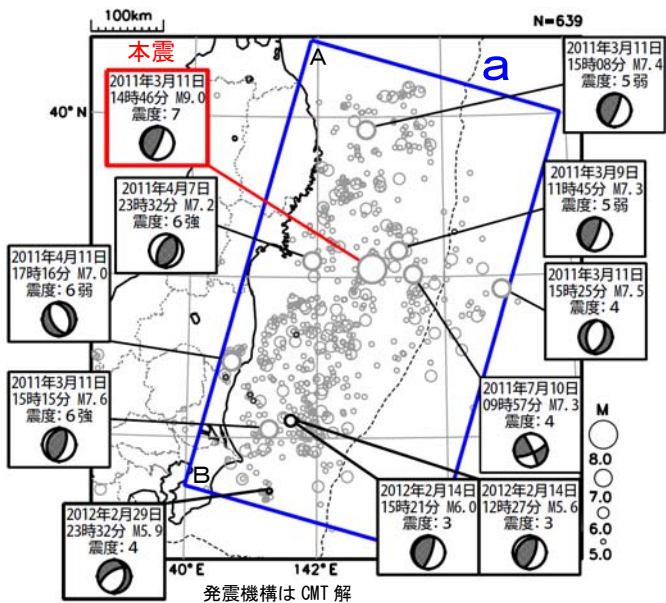 100km
N=639
本震
2011年3月11日
14時46分 M9.0
震度：7
A
a
2011年3月11日
15時08分 M7.4
震度：5弱
40°N
2011年4月7日
23時32分 M7.2
震度：6強
2011年3月9日
11時45分 M7.3
震度：5弱
2011年4月11日
17時16分 M7.0
震度：6弱
2011年3月11日
15時25分 M7.5
震度：4
2011年3月11日
15時15分 M7.6
震度：6強
2011年7月10日
09時57分 M7.3
震度：4
M
8.0
7.0
6.0
5.0
B
2012年2月29日
23時32分 M5.9
震度：4
2012年2月14日
15時21分 M6.0
震度：3
2012年2月14日
12時27分 M5.6
震度：3
40°E
142°E
発震機構は CMT 解